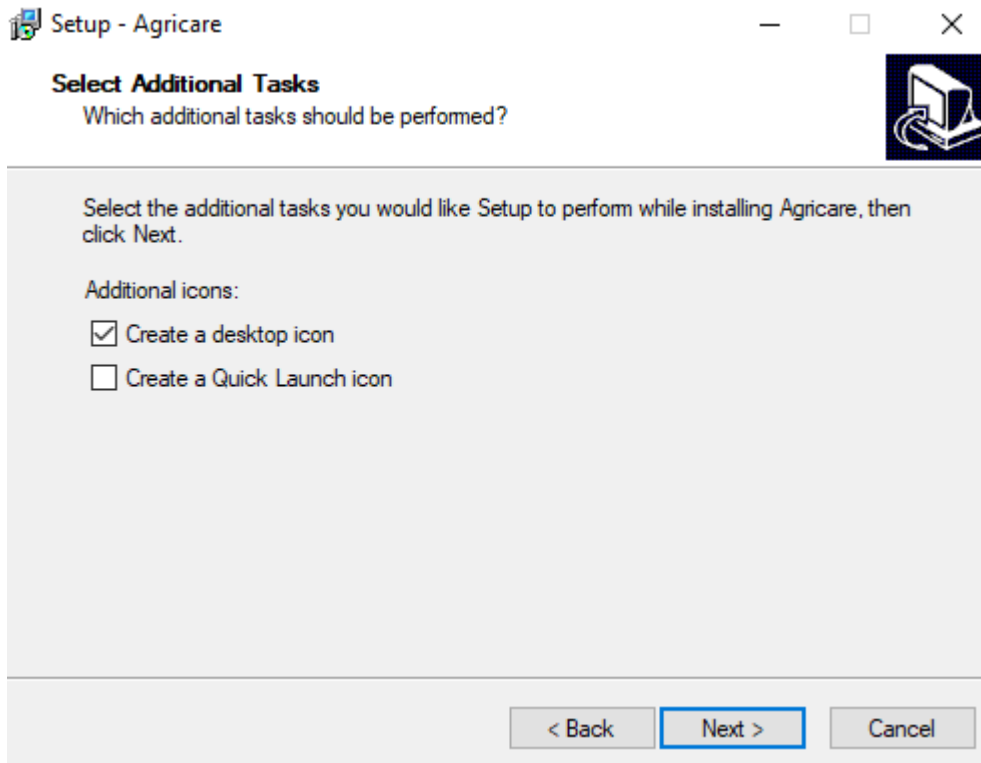 Setup - Agricare
Select Additional Tasks
Which additional tasks should be performed?
Select the additional tasks you would like Setup to perform while installing Agricare, then
click Next.
Additional icons:
Create a desktop icon
Create a Quick Launch icon
< Back
Next >
Cancel